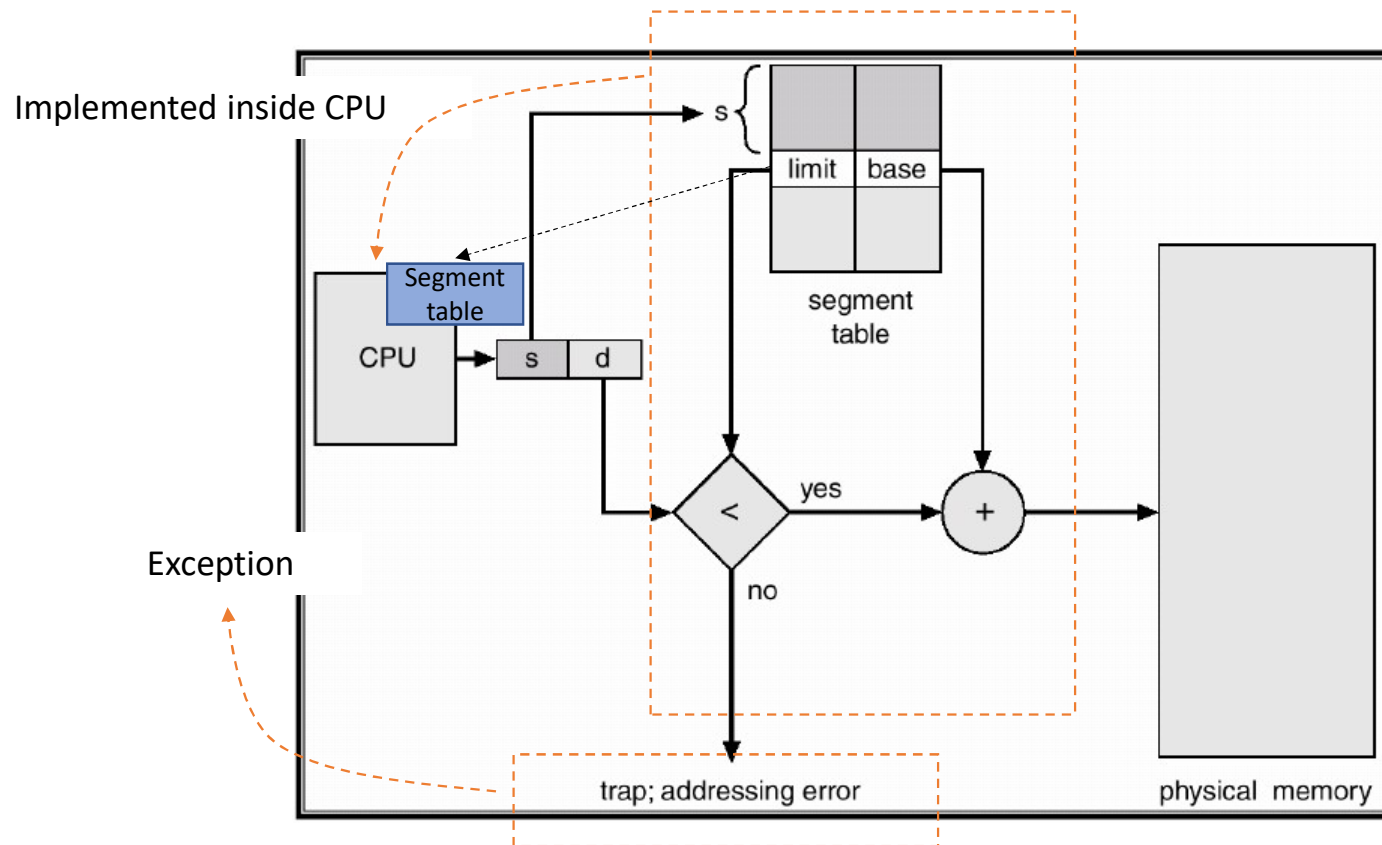 Implemented inside CPU
s {
limit base
Segment
table
segment
table
CPU
s d
<
yes
+
Exception
no
trap; addressing error
physical memory